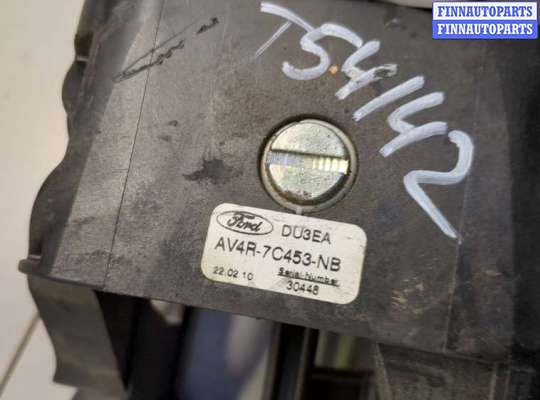 FINNAUTOPARTS
FINNAUTOPARTS
T54142
Ford DU3EA
AV4R-7C453-NB
22.02.10 Serial-Number
30448